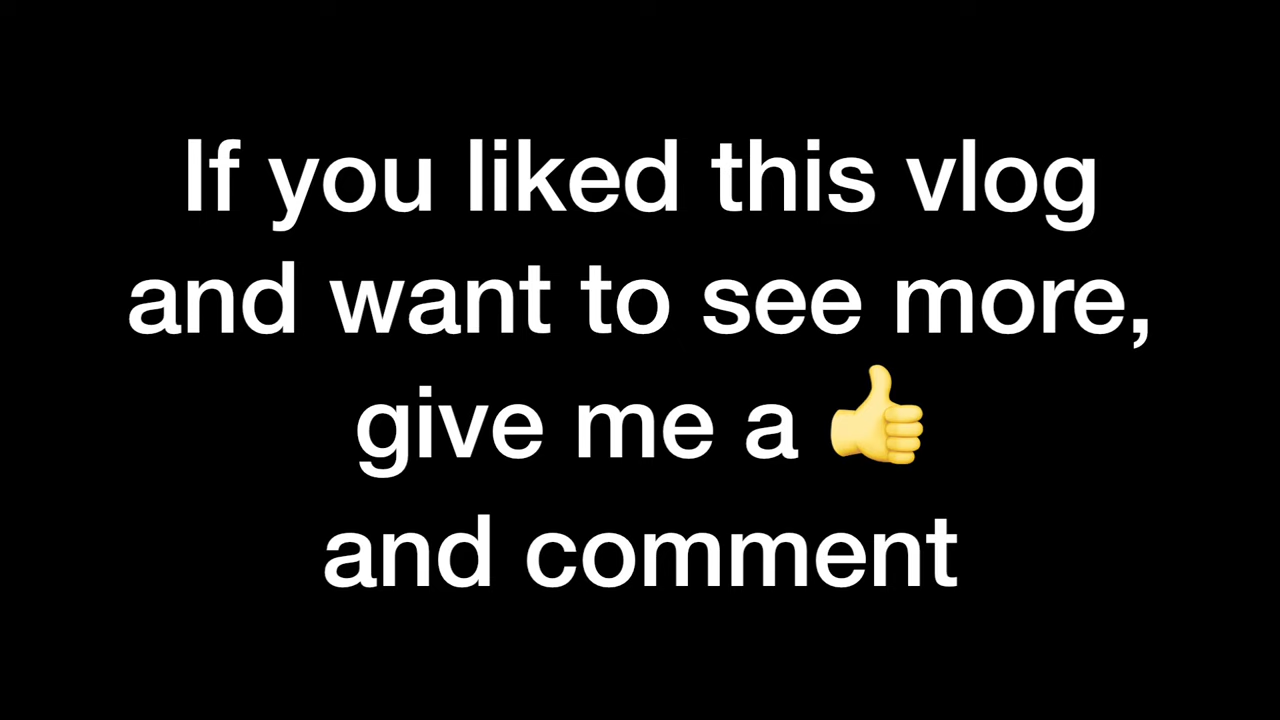 If you liked this vlog
and want to see more,
give me a 👍
and comment